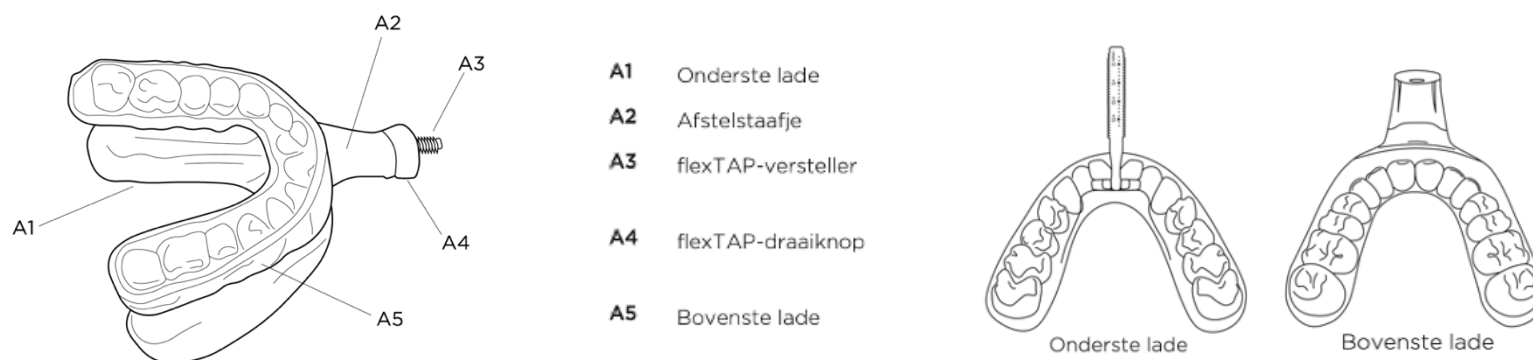 A2
A3
A1
A4
A5
A1 Onderste lade
A2 Afstelstaafje
A3 flexTAP-versteller
A4 flexTAP-draaiknop
A5 Bovenste lade
Onderste lade
Bovenste lade